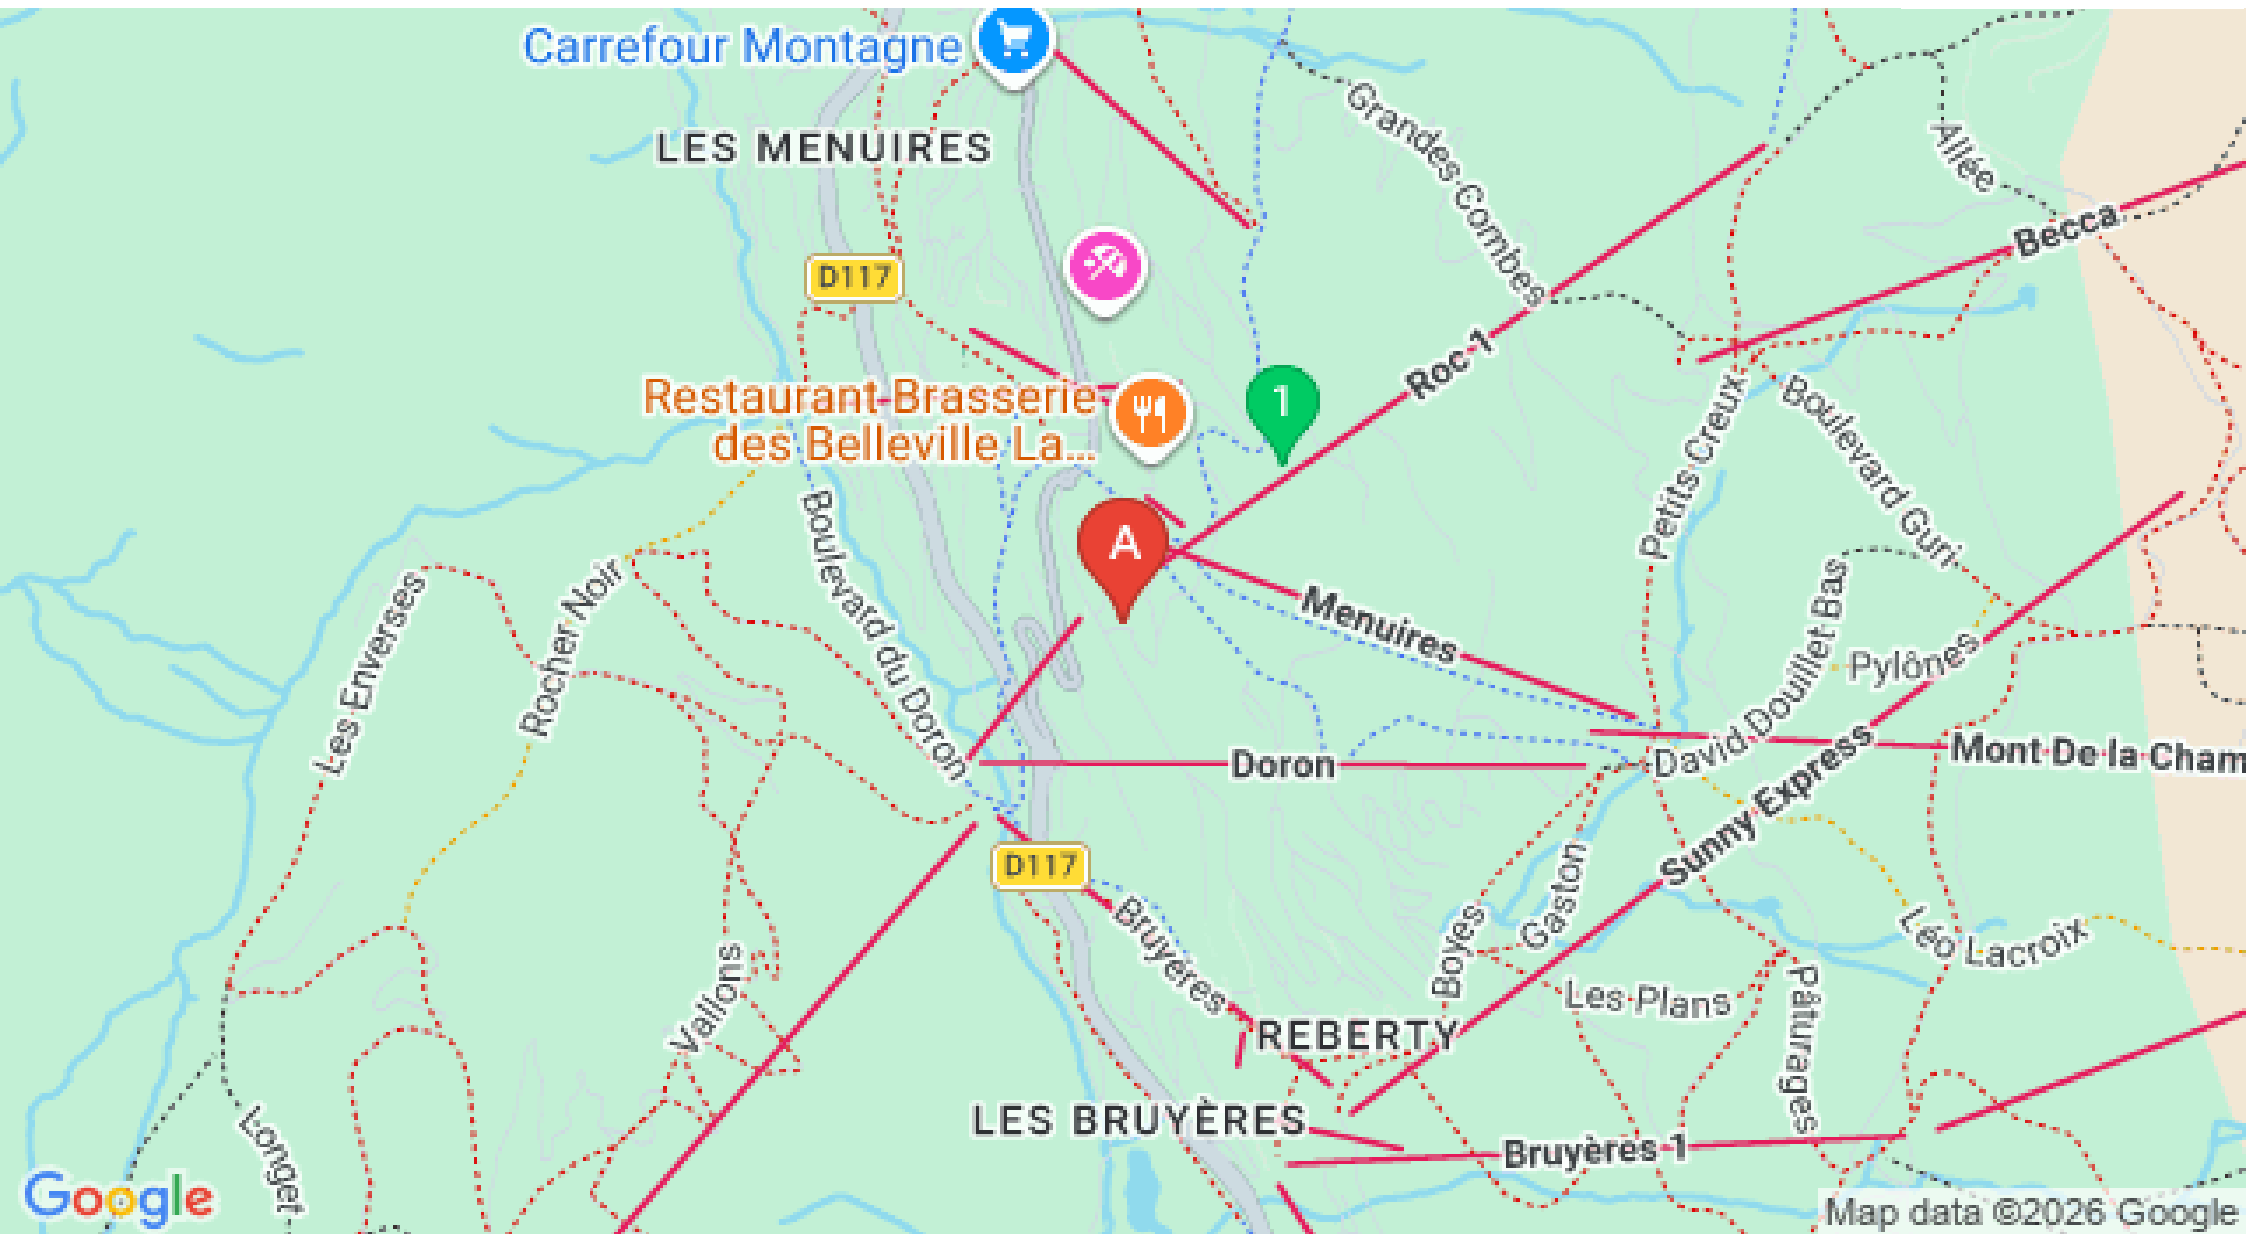 Carrefour Montagne
LES MENUIRES
Grandes Combes
Allée
Becca
D117
Roc 1
Restaurant Brasserie
des Belleville La...
1
Petits Creux
Boulevard Guri
A
Boulevard du Doron
Les Enverses
Rocher Noir
Menuires
David Douillet Bas
Pylônes
Doron
Mont De la Cham
Sunny Express
D117
Bruyères
Gaston
Boyes
Léo Lacroix
Vallons
Les Plans
Pâturages
REBERTY
LES BRUYÈRES
Bruyères 1
Longet
Google
Map data ©2026 Google